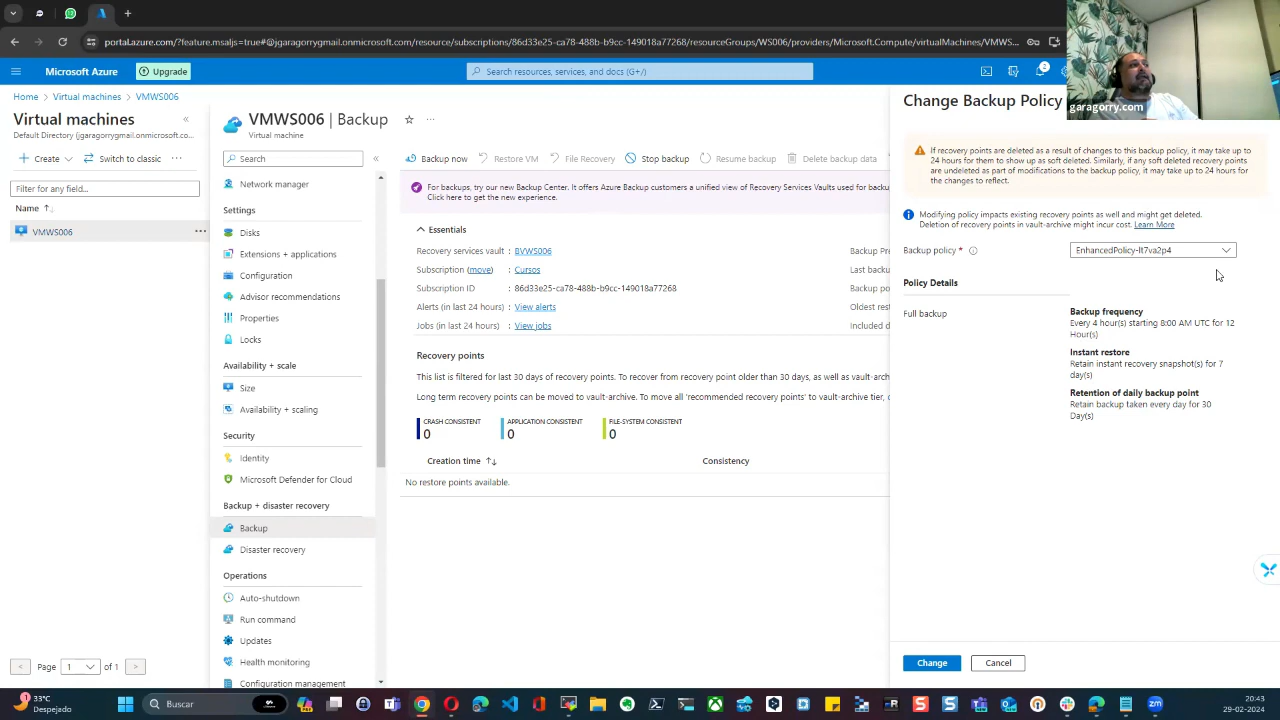 portal.azure.com/?feature.msaljs=true#@jgaragorrygmail.onmicrosoft.com/resource/subscriptions/86d33e25-ca78-488b-b9cc-149018a77268/resourceGroups/WS006/providers/Microsoft.Compute/virtualMachines/VMWS...
Microsoft Azure
Upgrade
Search resources, services, and docs (G+/)
2
garagorry.com
Home > Virtual machines > VMWS006
Virtual machines
Default Directory (jgaragorrygmail.onmicrosoft.co...
Create
Switch to classic
Filter for any field...
Name
VMWS006
Page 1 of 1
VMWS006 | Backup
Virtual machine
Search
Network manager
Settings
Disks
Extensions + applications
Configuration
Advisor recommendations
Properties
Locks
Availability + scale
Size
Availability + scaling
Security
Identity
Microsoft Defender for Cloud
Backup + disaster recovery
Backup
Disaster recovery
Operations
Auto-shutdown
Run command
Updates
Health monitoring
Configuration management
Backup now
Restore VM
File Recovery
Stop backup
Resume backup
Delete backup data
For backups, try our new Backup Center. It offers Azure Backup customers a unified view of Recovery Services Vaults used for backu
Click here to get the new experience.
Essentials
Recovery services vault : BVWS006
Subscription (move) : Cursos
Subscription ID : 86d33e25-ca78-488b-b9cc-149018a77268
Alerts (in last 24 hours) : View alerts
Jobs (in last 24 hours) : View jobs
Backup Pre
Last backu
Backup po
Oldest rest
Included d
Recovery points
This list is filtered for last 30 days of recovery points. To recover from recovery point older than 30 days, as well as vault-arch
Long term recovery points can be moved to vault-archive. To move all 'recommended recovery points' to vault-archive tier, c
CRASH CONSISTENT
0
APPLICATION CONSISTENT
0
FILE-SYSTEM CONSISTENT
0
Creation time
Consistency
No restore points available.
Change Backup Policy
If recovery points are deleted as a result of changes to this backup policy, it may take up to
24 hours for them to show up as soft deleted. Similarly, if any soft deleted recovery points
are undeleted as part of modifications to the backup policy, it may take up to 24 hours for
the changes to reflect.
Modifying policy impacts existing recovery points as well and might get deleted.
Deletion of recovery points in vault-archive might incur cost. Learn More
Backup policy *
EnhancedPolicy-lt7va2p4
Policy Details
Full backup
Backup frequency
Every 4 hour(s) starting 8:00 AM UTC for 12
Hour(s)
Instant restore
Retain instant recovery snapshot(s) for 7
day(s)
Retention of daily backup point
Retain backup taken every day for 30
Day(s)
Change
Cancel
33°C
Despejado
Buscar
20:43
29-02-2024